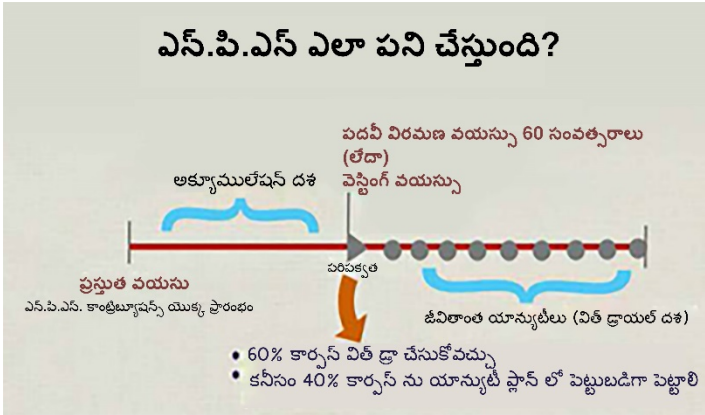 ఎస్.పి.ఎస్ ఎలా పని చేస్తుంది?
పదవీ విరమణ వయస్సు 60 సంవత్సరాలు
(లేదా)
వెస్టింగ్ వయస్సు
అక్యూములేషన్ దశ
పరిపక్వత
ప్రస్తుత వయసు
ఎన్.పి.ఎస్. కాంట్రిబ్యూషన్స్ యొక్క ప్రారంభం
జీవితాంత యాన్యుటీలు (విత్ డ్రాయల్ దశ)
• 60% కార్పస్ విత్ డ్రా చేసుకోవచ్చు
• కనీసం 40% కార్పస్ ను యాన్యుటీ ప్లాన్ లో పెట్టుబడిగా పెట్టాలి